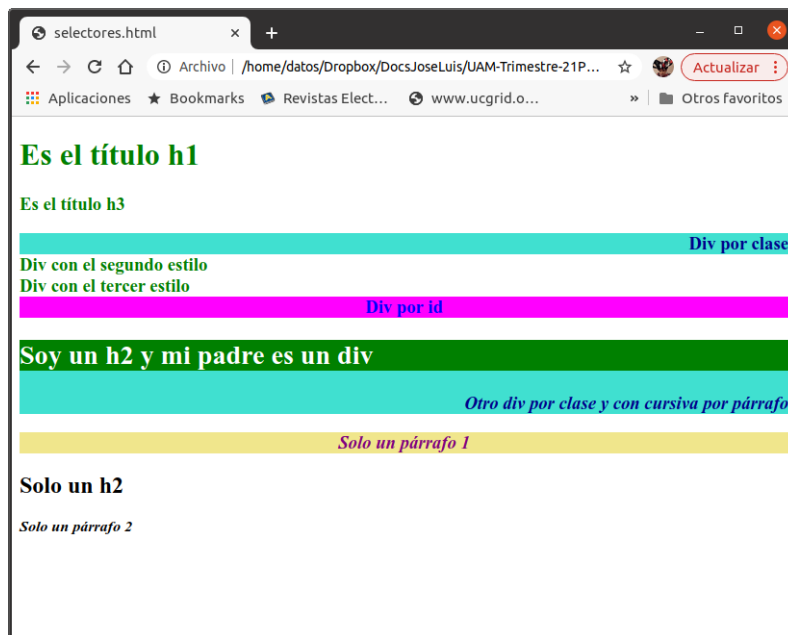 selectores.html
Archivo | /home/datos/Dropbox/DocsJoseLuis/UAM-Trimestre-21P...
Actualizar
Aplicaciones
Bookmarks
Revistas Elect...
www.ucgrid.o...
»
Otros favoritos
Es el título h1
Es el título h3
Div por clase
Div con el segundo estilo
Div con el tercer estilo
Div por id
Soy un h2 y mi padre es un div
Otro div por clase y con cursiva por párrafo
Solo un párrafo 1
Solo un h2
Solo un párrafo 2